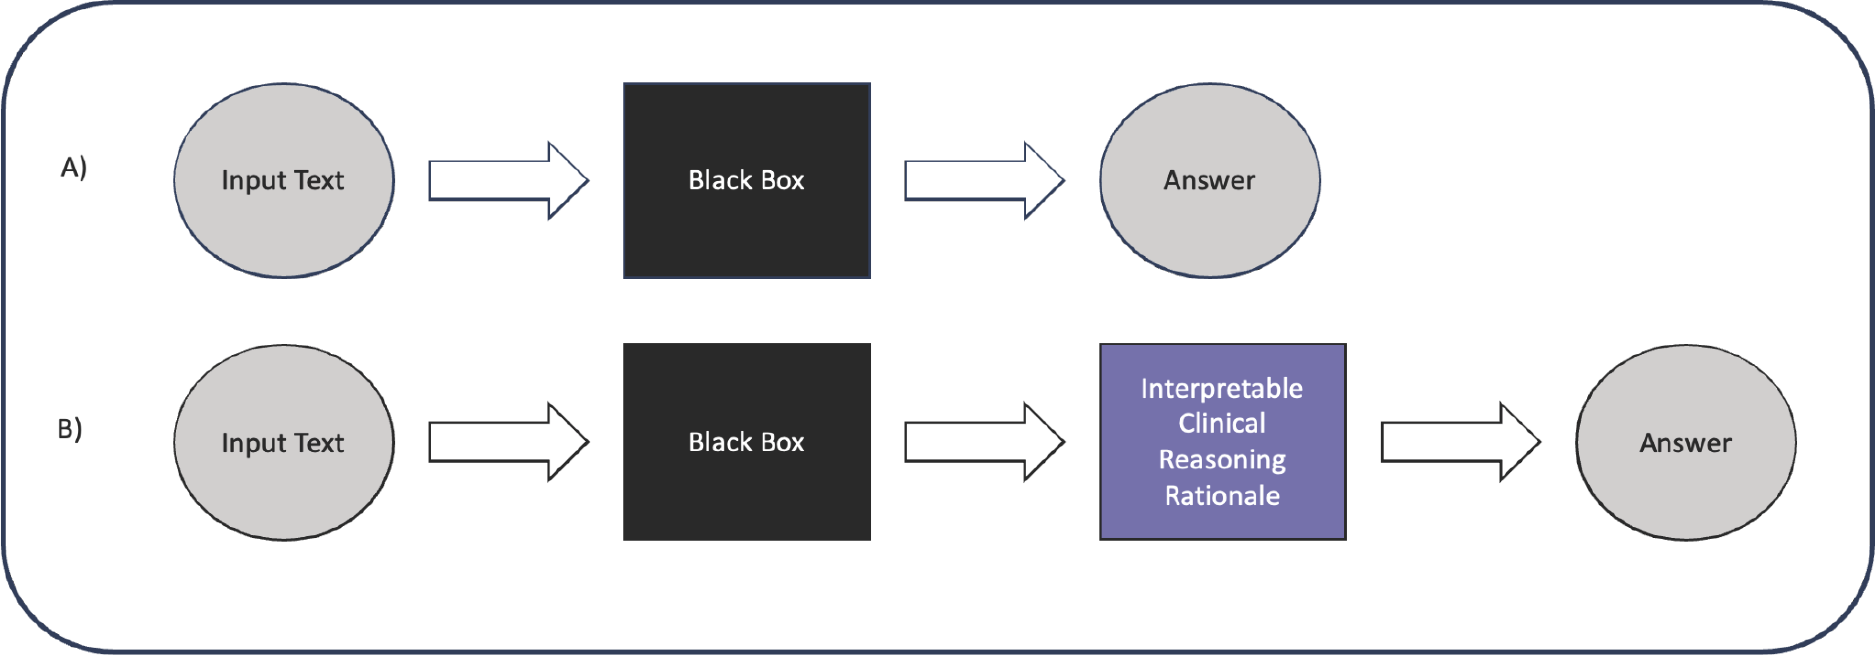 A)
Input Text
Black Box
Answer
B)
Input Text
Black Box
Interpretable
Clinical
Reasoning
Rationale
Answer